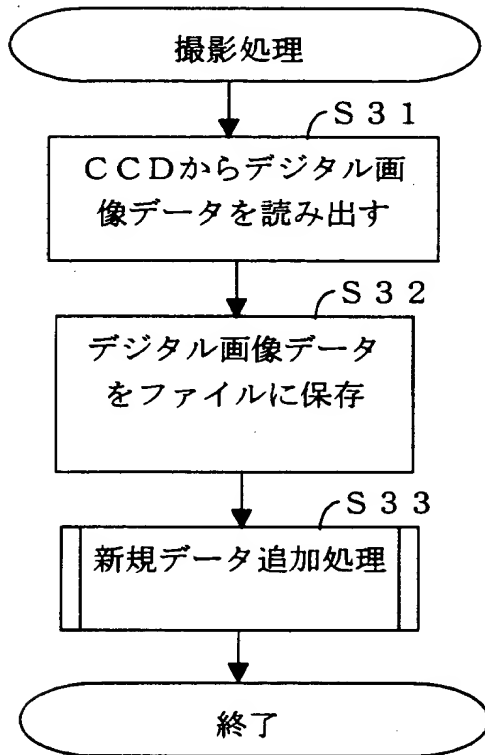 撮影処理
S31
CCDからデジタル画
像データを読み出す
S32
デジタル画像データ
をファイルに保存
S33
新規データ追加処理
終了